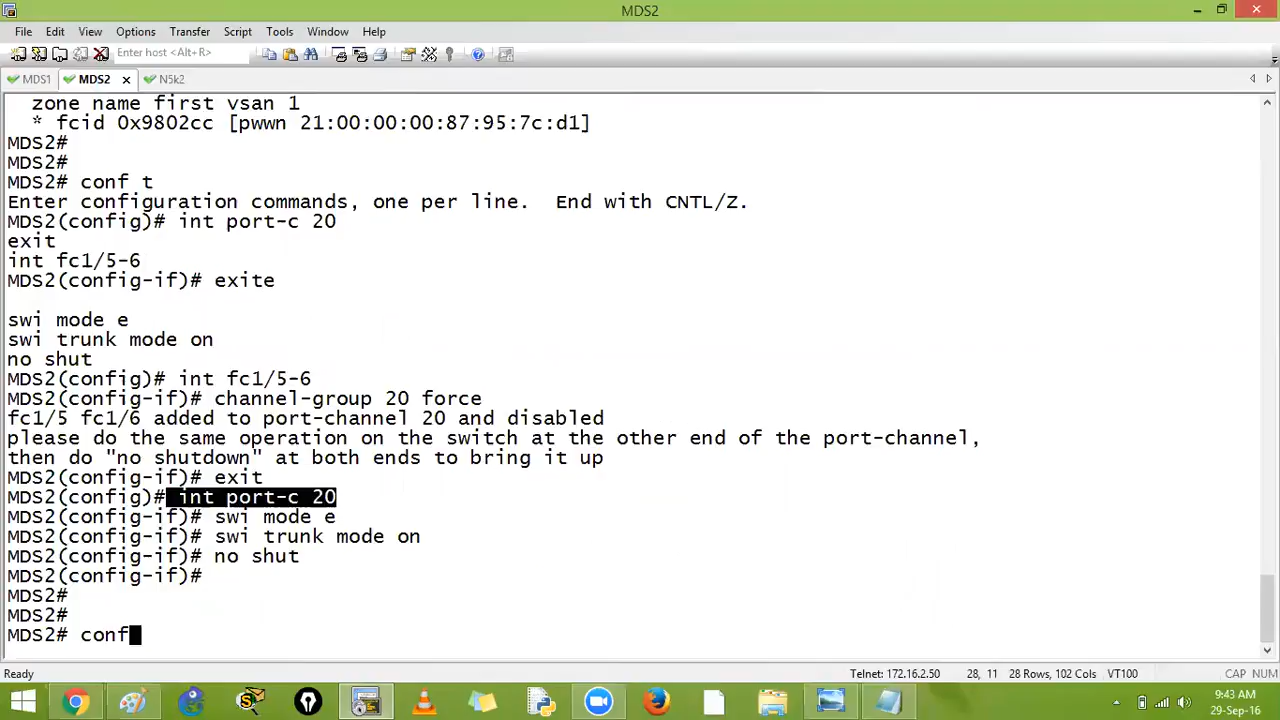 MDS2
File Edit View Options Transfer Script Tools Window Help
Enter host <Alt+R>
MDS1 MDS2 N5k2
zone name first vsan 1
* fcid 0x9802cc [pwwn 21:00:00:00:87:95:7c:d1]
MDS2#
MDS2#
MDS2# conf t
Enter configuration commands, one per line. End with CNTL/Z.
MDS2(config)# int port-c 20
exit
int fc1/5-6
MDS2(config-if)# exite
swi mode e
swi trunk mode on
no shut
MDS2(config)# int fc1/5-6
MDS2(config-if)# channel-group 20 force
fc1/5 fc1/6 added to port-channel 20 and disabled
please do the same operation on the switch at the other end of the port-channel,
then do "no shutdown" at both ends to bring it up
MDS2(config-if)# exit
MDS2(config)# int port-c 20
MDS2(config-if)# swi mode e
MDS2(config-if)# swi trunk mode on
MDS2(config-if)# no shut
MDS2(config-if)#
MDS2#
MDS2#
MDS2# conf
Ready Telnet: 172.16.2.50 28, 11 28 Rows, 102 Cols VT100 CAP NUM
9:43 AM
29-Sep-16